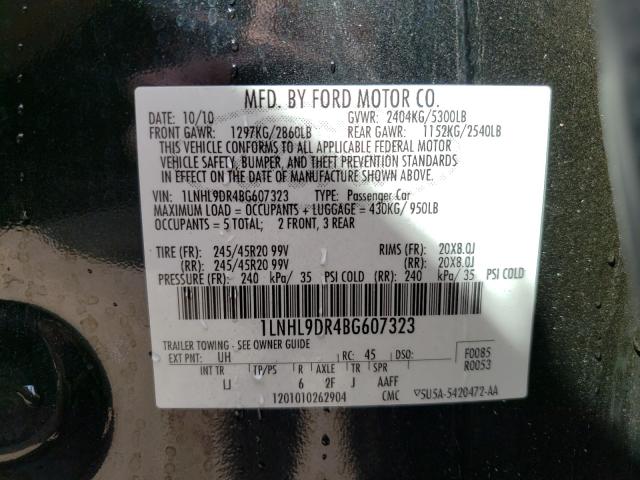 MFD. BY FORD MOTOR CO.
DATE: 10/10 GVWR: 2404KG/5300LB
FRONT GAWR: 1297KG/2860LB REAR GAWR: 1152KG/2540LB
THIS VEHICLE CONFORMS TO ALL APPLICABLE FEDERAL MOTOR
VEHICLE SAFETY, BUMPER, AND THEFT PREVENTION STANDARDS
IN EFFECT ON THE DATE OF MANUFACTURE SHOWN ABOVE.
VIN: 1LNHL9DR4BG607323 TYPE: Passenger Car
MAXIMUM LOAD = OCCUPANTS + LUGGAGE = 430KG/ 950LB
OCCUPANTS = 5 TOTAL; 2 FRONT, 3 REAR
TIRE (FR): 245/45R20 99V RIMS (FR): 20X8.0J
(RR): 245/45R20 99V (RR): 20X8.0J
PRESSURE (FR): 240 kPa/ 35 PSI COLD (RR): 240 kPa/ 35 PSI COLD
1LNHL9DR4BG607323
TRAILER TOWING - SEE OWNER GUIDE
EXT PNT: UH RC: 45 DSO: F0085
R0053
INT TR TP/PS R AXLE TR SPR
LJ 6 2F J AAFF
1201010262904 CMC ▽5U5A-5420472-AA